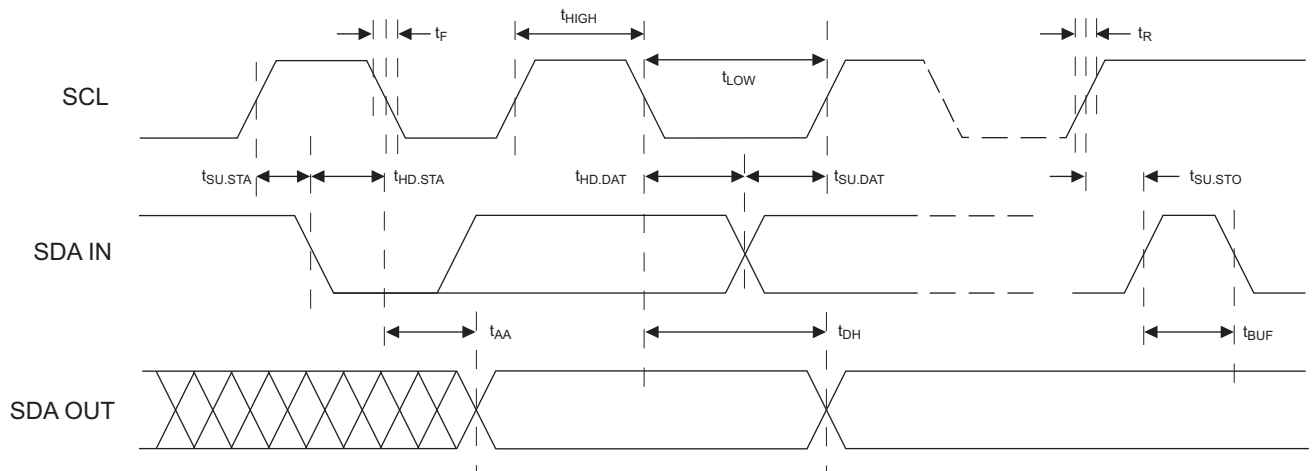 tHIGH
tF
tR
SCL
tLOW
tSU.STA
tHD.STA
tHD.DAT
tSU.DAT
tSU.STO
SDA IN
tAA
tDH
tBUF
SDA OUT